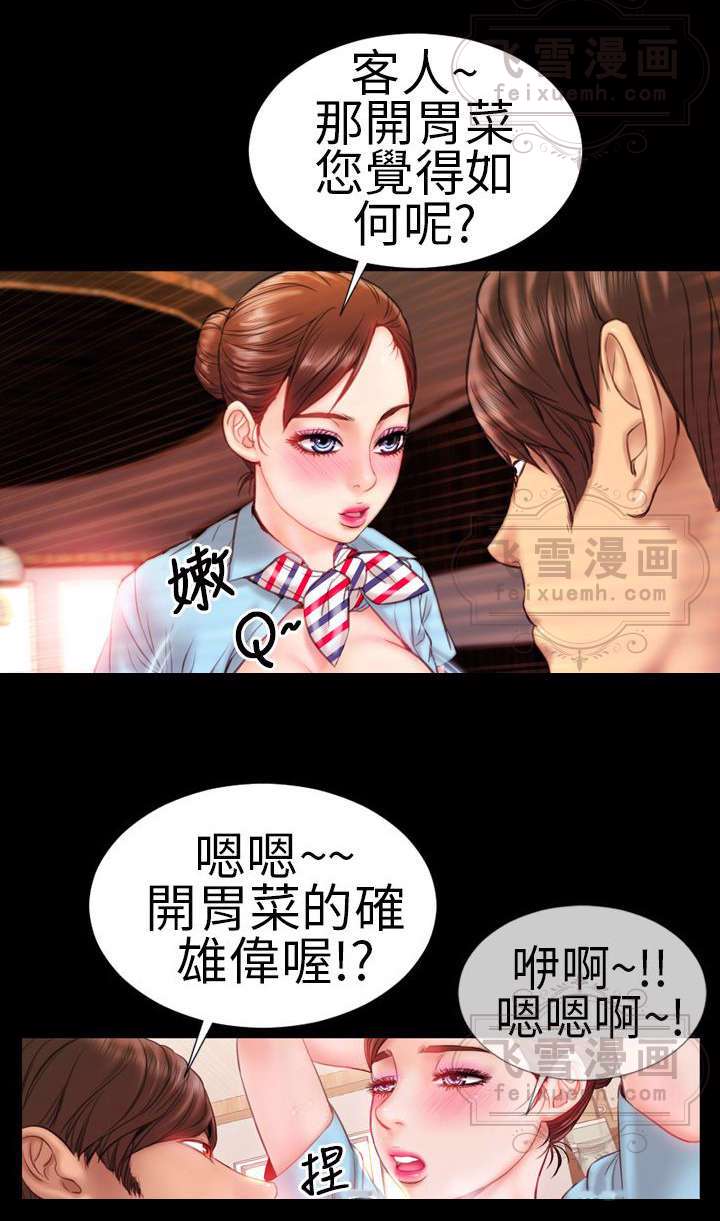 飞雪漫画
feixuemh.com
客人~
那開胃菜
您覺得如
何呢?
飞雪漫画
feixuemh.com
嫩
Q~
嗯嗯~~
開胃菜的確
雄偉喔!?
咿啊~!!
嗯嗯啊~!
飞雪漫画
feixuemh.com
捏